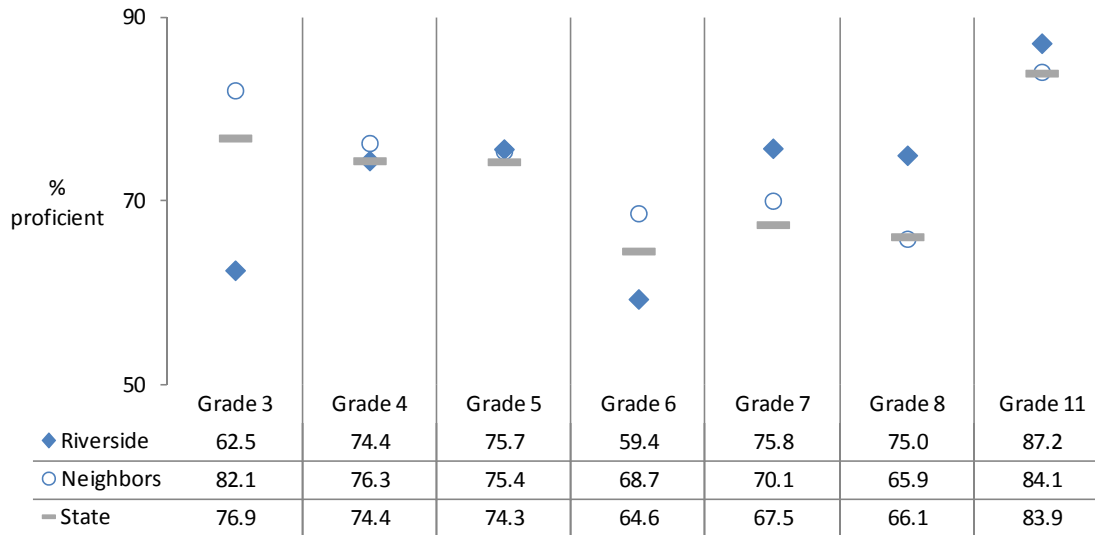 90
%
proficient
70
50
Grade 3 Grade 4 Grade 5 Grade 6 Grade 7 Grade 8 Grade 11
Riverside 62.5 74.4 75.7 59.4 75.8 75.0 87.2
Neighbors 82.1 76.3 75.4 68.7 70.1 65.9 84.1
State 76.9 74.4 74.3 64.6 67.5 66.1 83.9